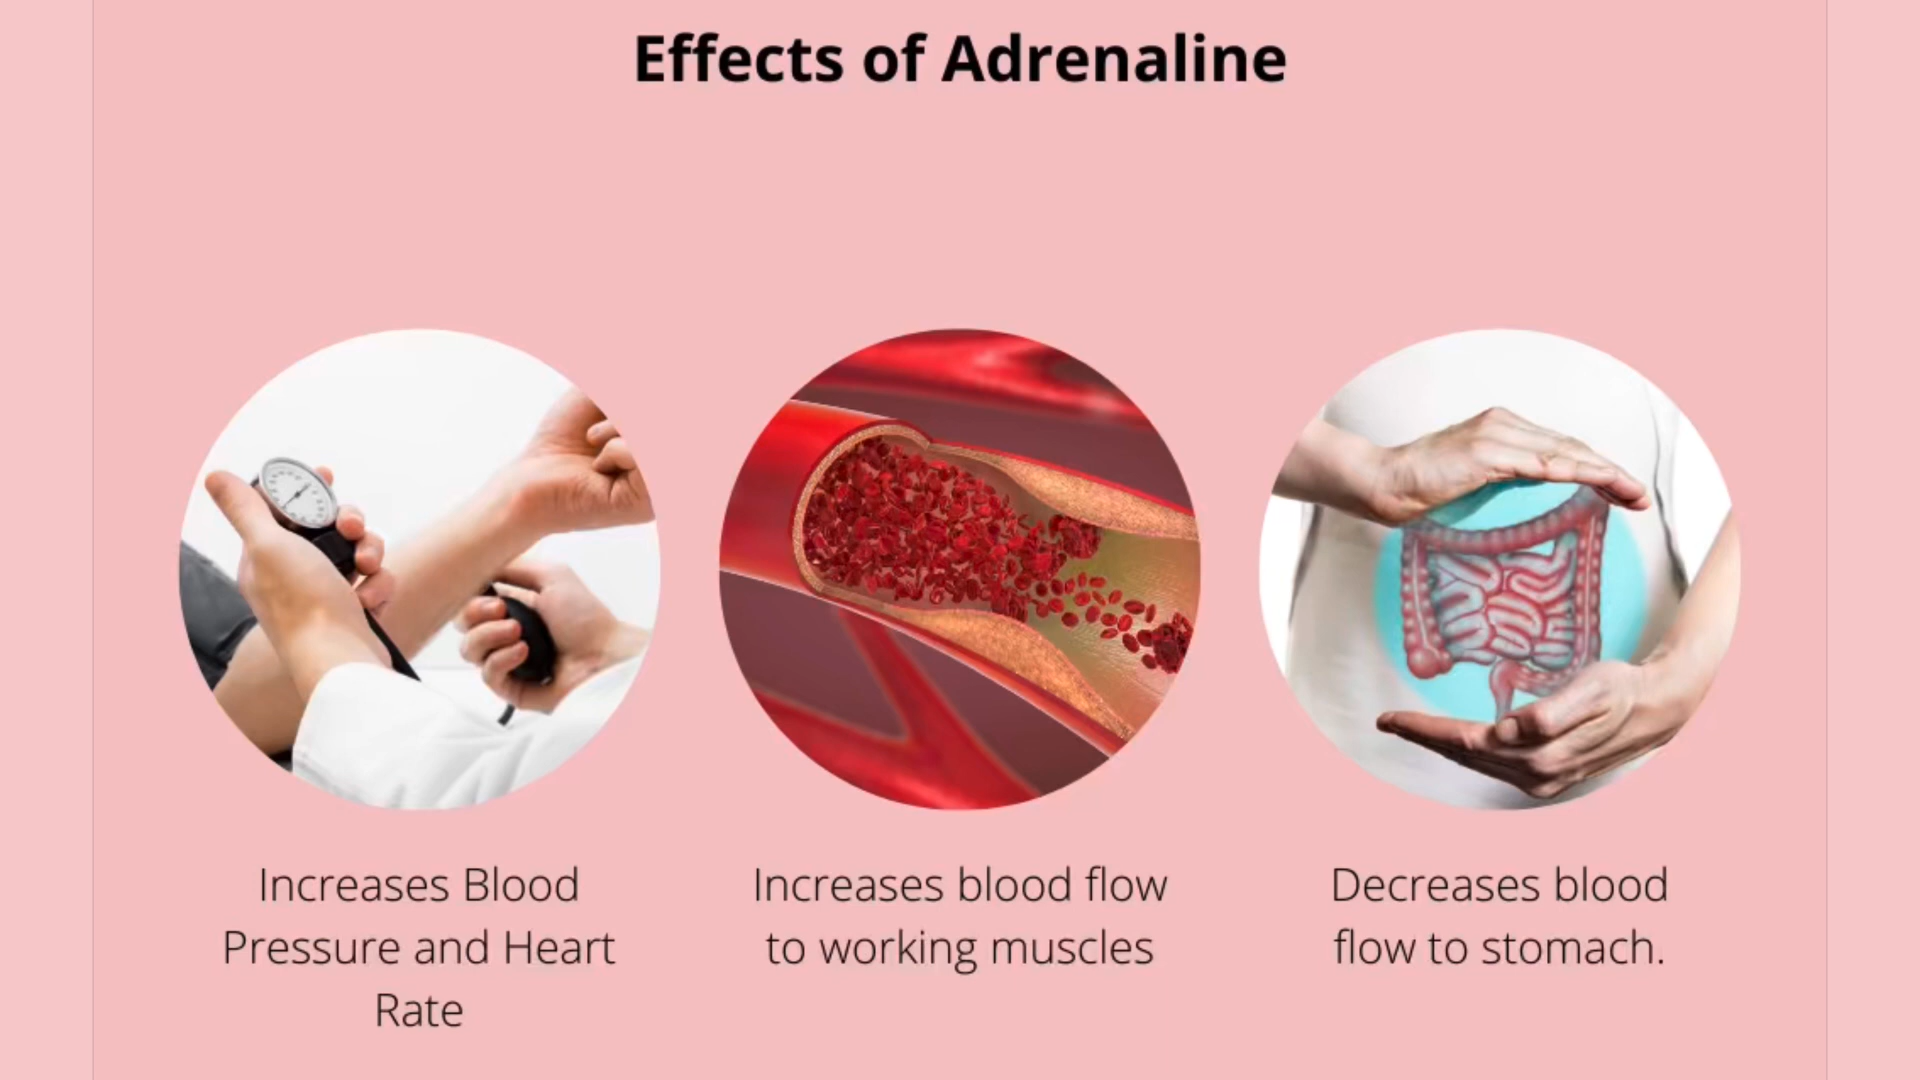 Effects of Adrenaline
Increases Blood
Pressure and Heart
Rate
Increases blood flow
to working muscles
Decreases blood
flow to stomach.